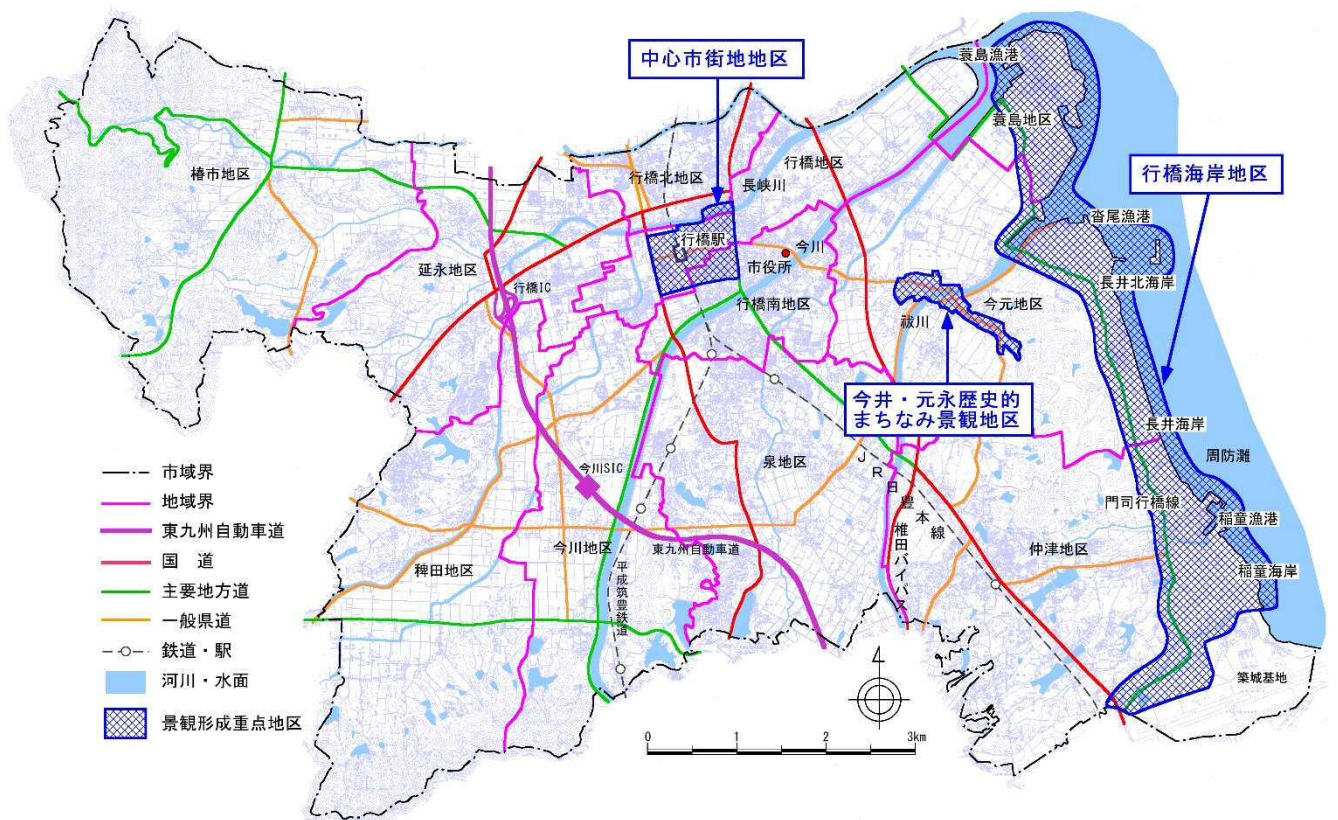 中心市街地地区
蓑島漁港
蓑島地区
行橋地区
行橋北地区
長峡川
椿市地区
行橋海岸地区
沓尾漁港
行橋駅
今川
市役所
延永地区
行橋IC
長井北海岸
行橋南地区
祓川
今元地区
今井・元永歴史的
まちなみ景観地区
長井海岸
周防灘
市域界
地域界
東九州自動車道
国 道
主要地方道
一般県道
鉄道・駅
河川・水面
景観形成重点地区
今川SIC
泉地区
JR日豊本線
門司行橋線
稲童漁港
椎田バイパス
仲津地区
稲童海岸
今川地区
東九州自動車道
稗田地区
平成筑豊鉄道
築城基地
0 1 2 3km